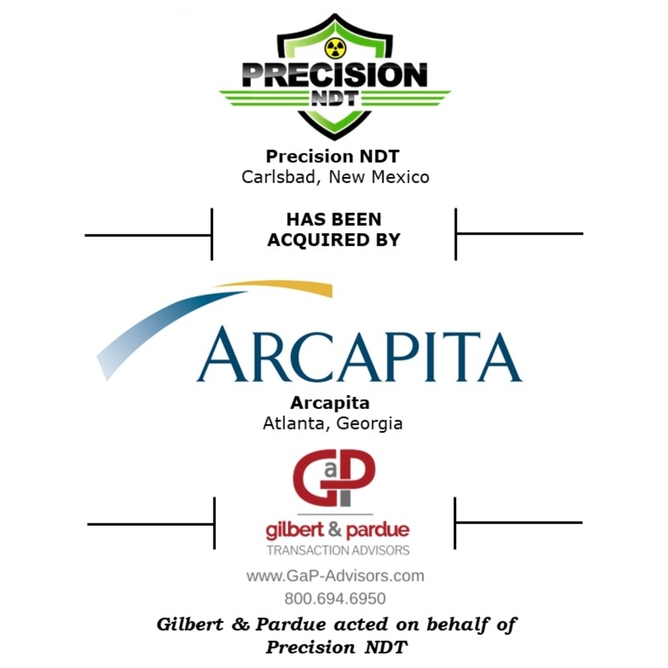 PRECISION
NDT
Precision NDT
Carlsbad, New Mexico
HAS BEEN
ACQUIRED BY
ARCAPITA
Arcapita
Atlanta, Georgia
GaP
gilbert & pardue
TRANSACTION ADVISORS
www.GaP-Advisors.com
800.694.6950
Gilbert & Pardue acted on behalf of
Precision NDT